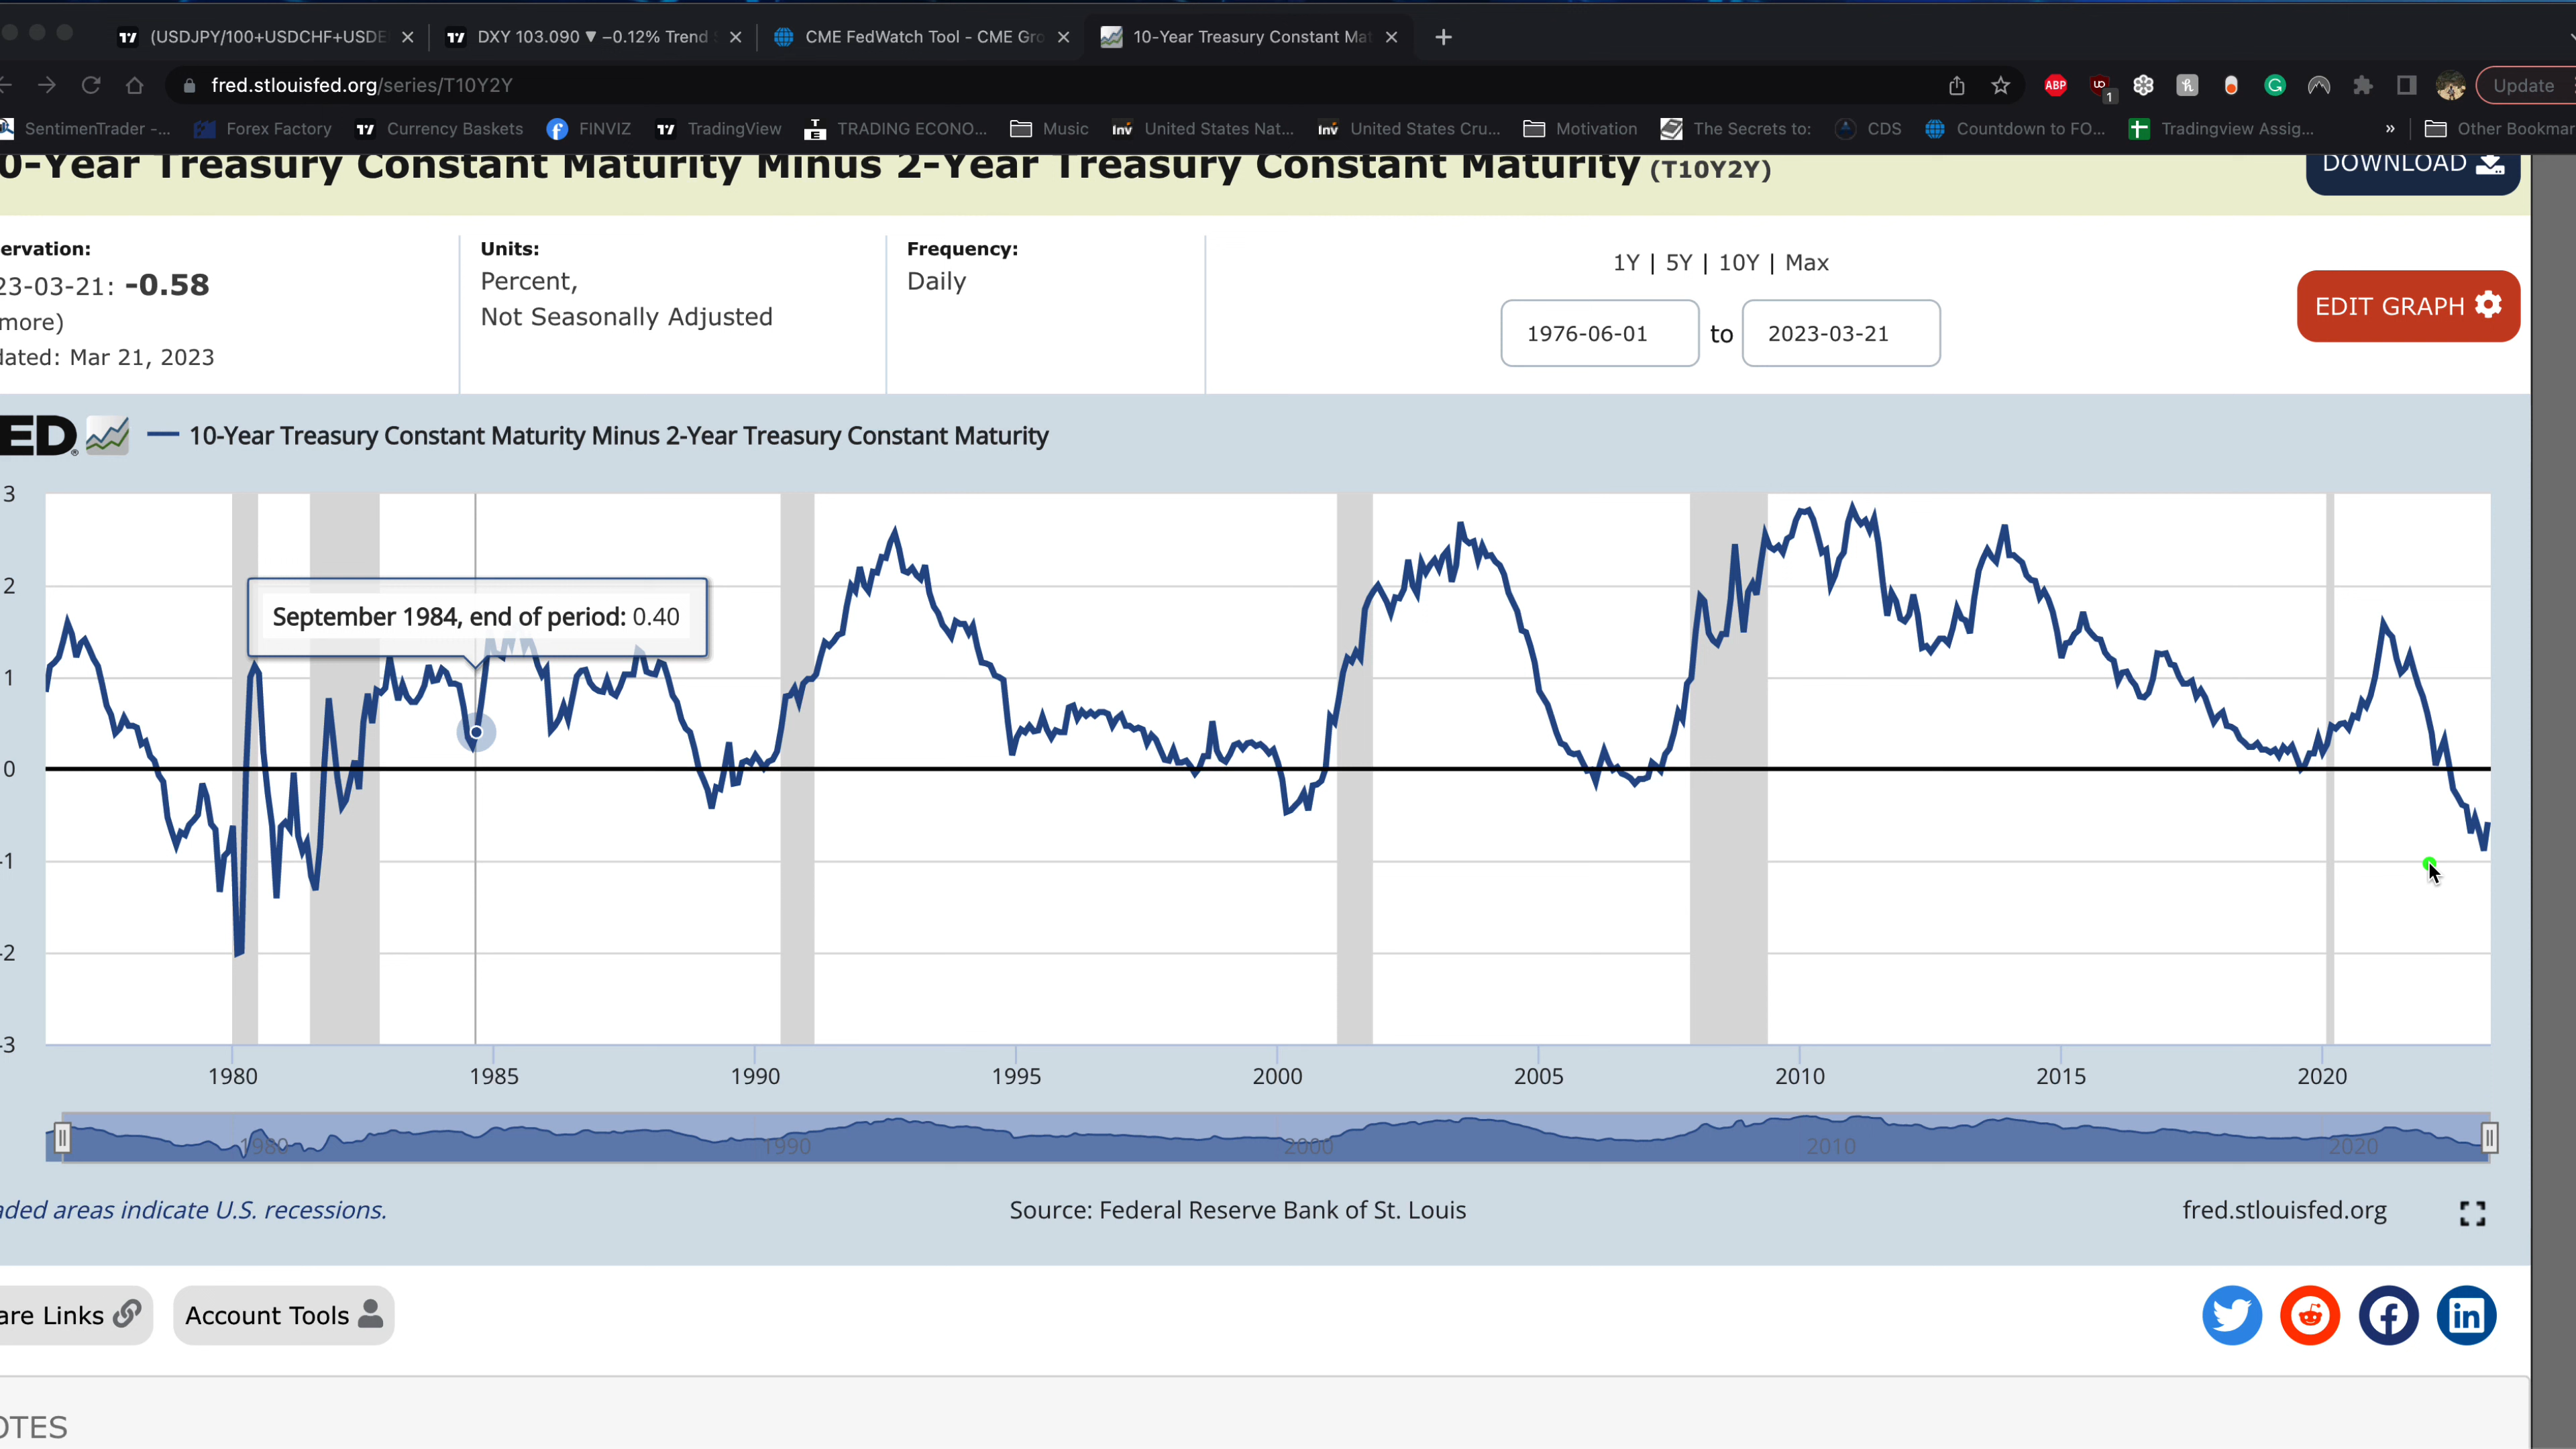 (USDJPY/100+USDCHF+USDE
DXY 103.090 ▼ −0.12% Trend
CME FedWatch Tool - CME Gro
10-Year Treasury Constant Mat
fred.stlouisfed.org/series/T10Y2Y
ABP
1
Update
SentimenTrader -...
Forex Factory
Currency Baskets
FINVIZ
TradingView
TRADING ECONO...
Music
Inv United States Nat...
Inv United States Cru...
Motivation
The Secrets to:
CDS
Countdown to FO...
Tradingview Assig...
»
Other Bookmar
0-Year Treasury Constant Maturity Minus 2-Year Treasury Constant Maturity (T10Y2Y)
DOWNLOAD
ervation:
23-03-21: -0.58
more)
dated: Mar 21, 2023
Units:
Percent,
Not Seasonally Adjusted
Frequency:
Daily
1Y | 5Y | 10Y | Max
1976-06-01 to 2023-03-21
EDIT GRAPH
ED
10-Year Treasury Constant Maturity Minus 2-Year Treasury Constant Maturity
3
2
1
0
-1
-2
-3
September 1984, end of period: 0.40
1980 1985 1990 1995 2000 2005 2010 2015 2020
1980 1990 2000 2010 2020
aded areas indicate U.S. recessions.
Source: Federal Reserve Bank of St. Louis
fred.stlouisfed.org
are Links
Account Tools
OTES